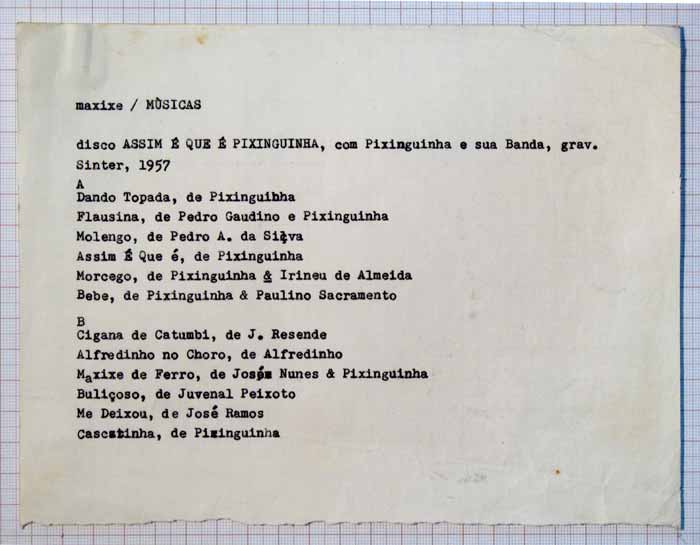 maxixe / MÚSICAS
disco ASSIM É QUE É PIXINGUINHA, com Pixinguinha e sua Banda, grav.
Sinter, 1957
A
Dando Topada, de Pixinguibha
Flausina, de Pedro Gaudino e Pixinguinha
Molengo, de Pedro A. da Silva
Assim É Que é, de Pixinguinha
Morcego, de Pixinguinha & Irineu de Almeida
Bebe, de Pixinguinha & Paulino Sacramento
B
Cigana de Catumbi, de J. Resende
Alfredinho no Choro, de Alfredinho
Maxixe de Ferro, de José Nunes & Pixinguinha
Buliçoso, de Juvenal Peixoto
Me Deixou, de José Ramos
Cascatinha, de Pixinguinha